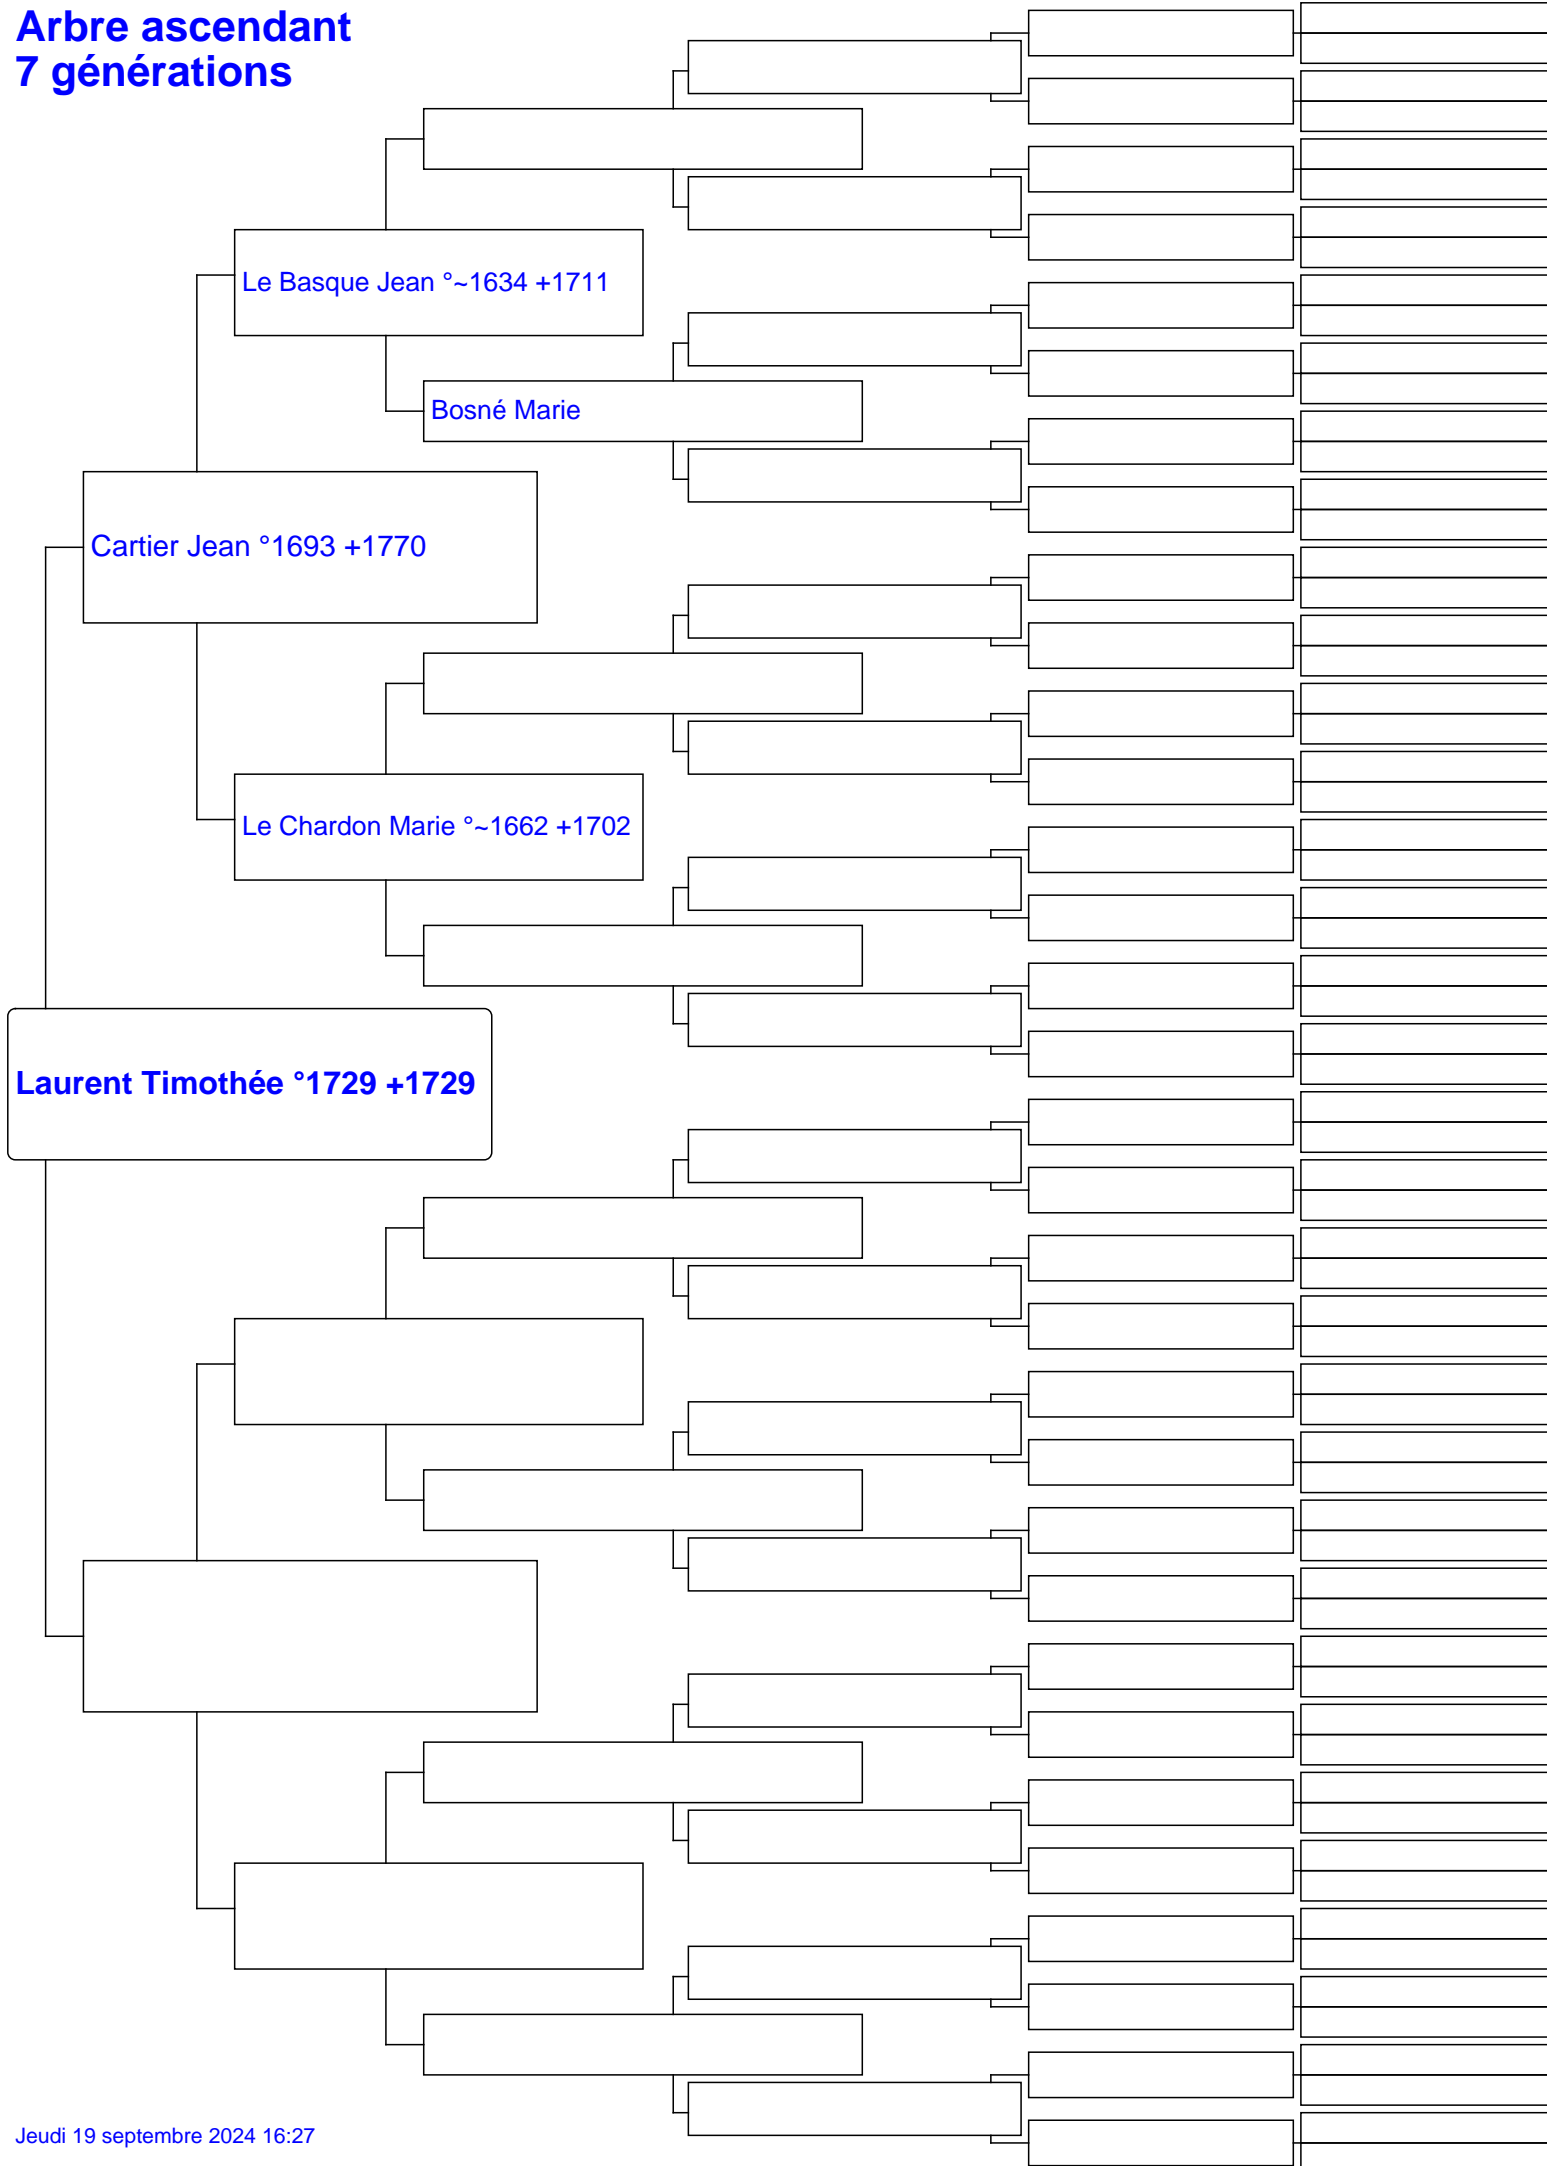 Arbre ascendant
7 générations
Le Basque Jean °~1634 +1711
Bosné Marie
Cartier Jean °1693 +1770
Le Chardon Marie °~1662 +1702
Laurent Timothée °1729 +1729
Jeudi 19 septembre 2024 16:27